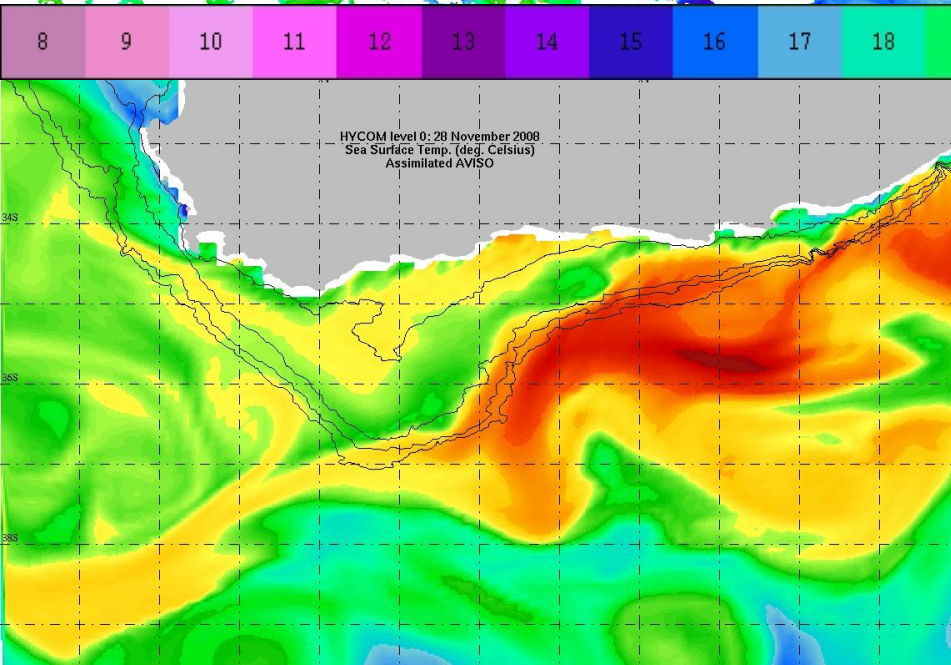 8 9 10 11 12 13 14 15 16 17 18
HYCOM level 0: 28 November 2008
Sea Surface Temp. (deg. Celsius)
Assimilated AVISO
34S
36S
38S